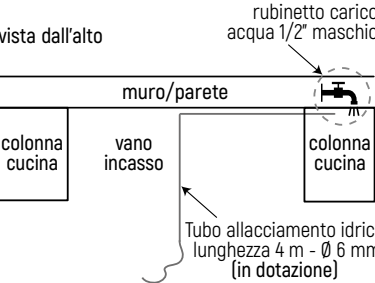 rubinetto carico
acqua 1/2" maschio
vista dall'alto
muro/parete
colonna
cucina
vano
incasso
colonna
cucina
Tubo allacciamento idric
lunghezza 4 m - Ø 6 mm
(in dotazione)